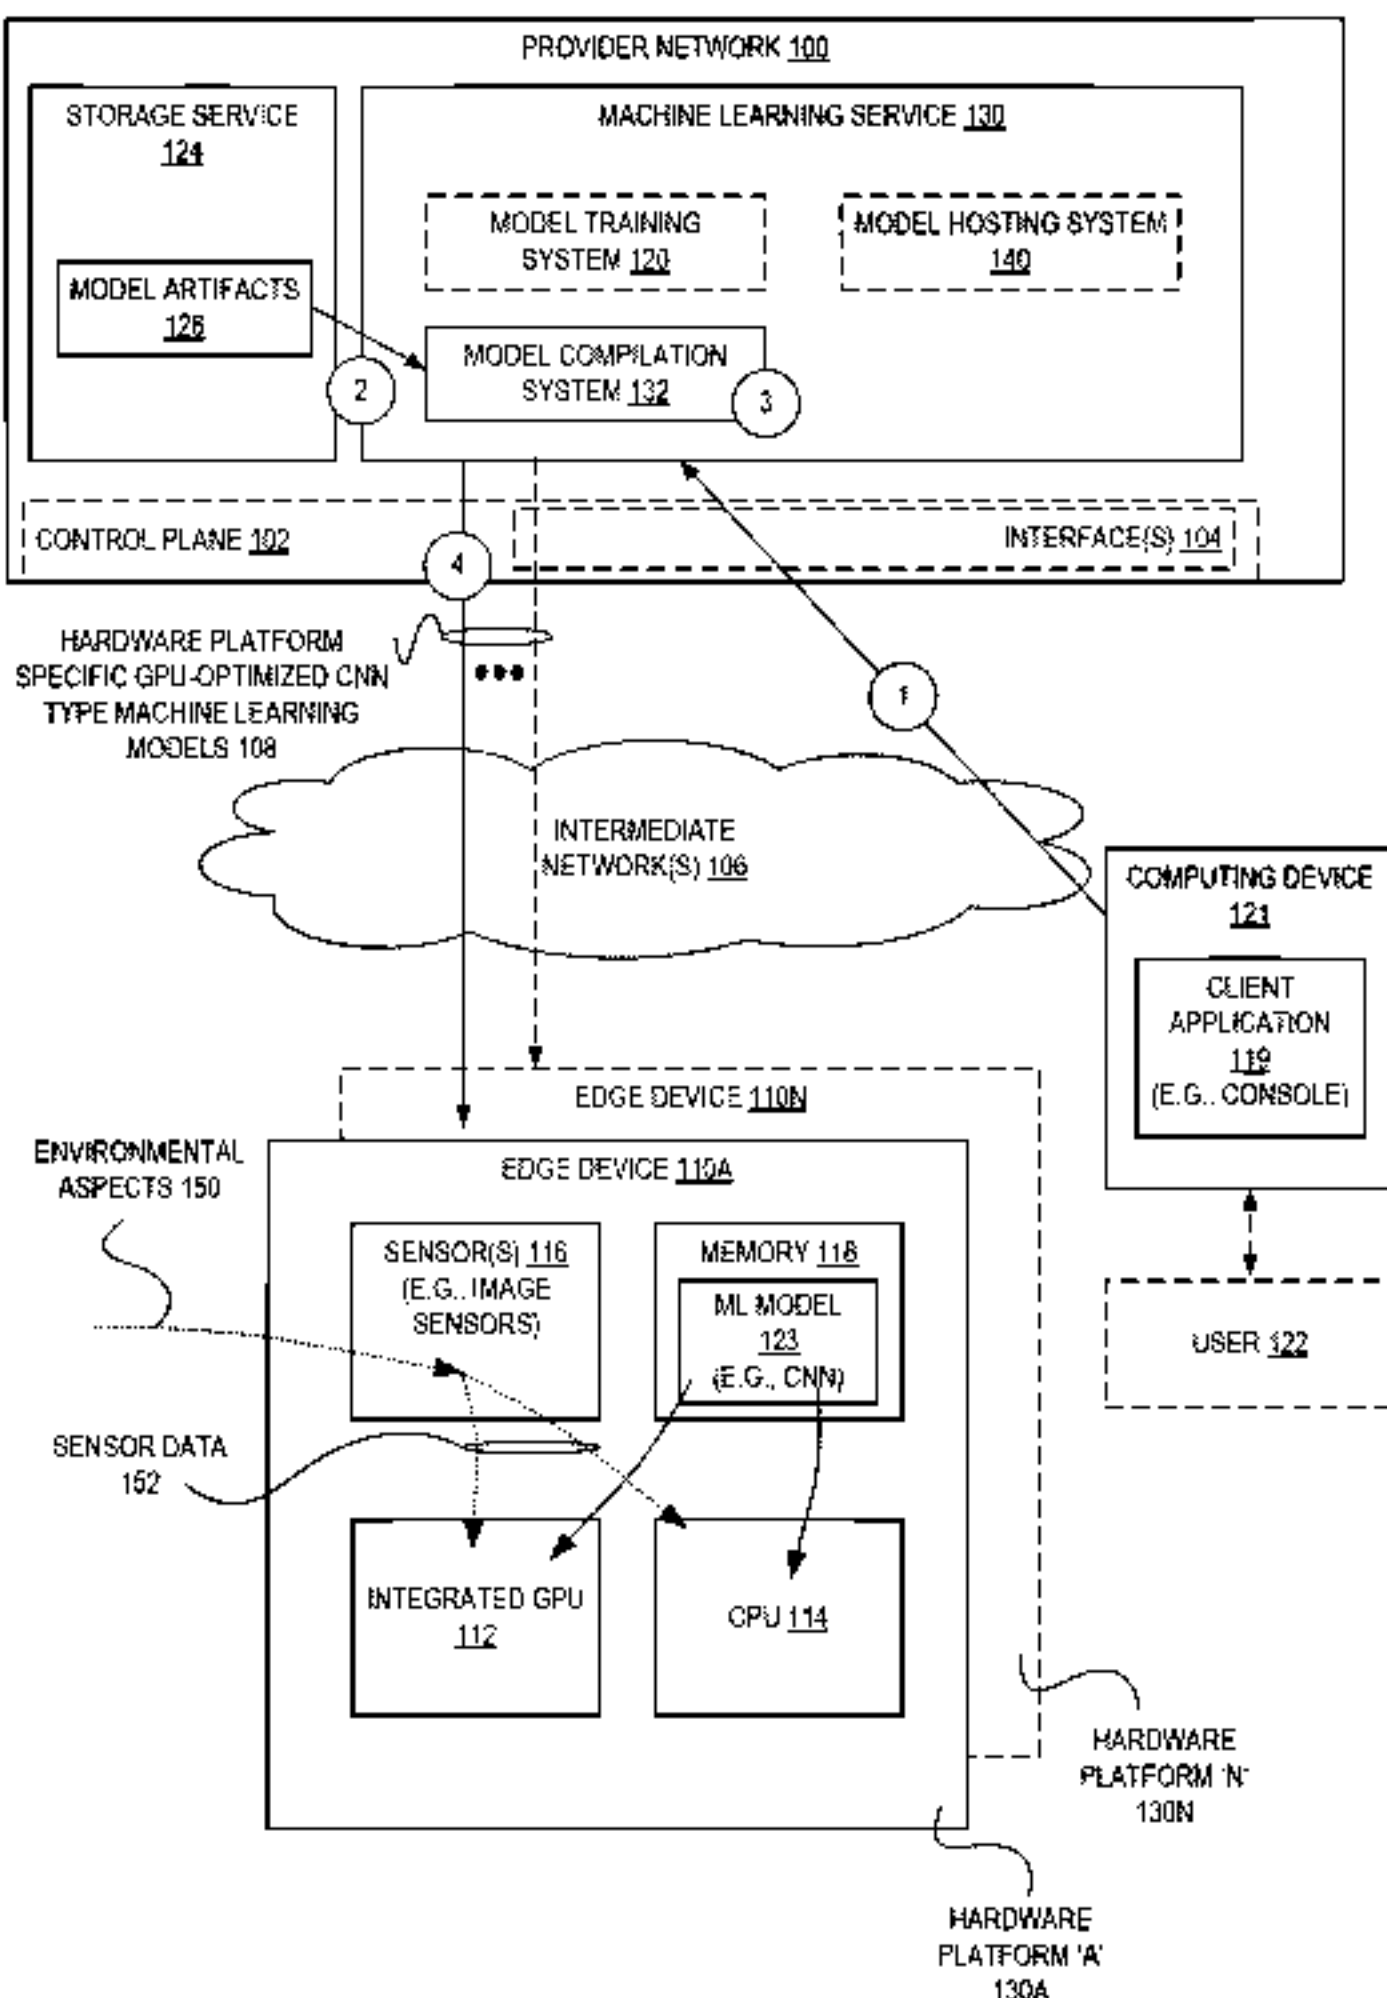 PROVIDER NETWORK 100
STORAGE SERVICE
124
MACHINE LEARNING SERVICE 130
MODEL TRAINING
SYSTEM 120
MODEL HOSTING SYSTEM
140
MODEL ARTIFACTS
126
MODEL COMPILATION
SYSTEM 132
2
3
CONTROL PLANE 102
INTERFACE(S) 104
4
HARDWARE PLATFORM
SPECIFIC GPU-OPTIMIZED CNN
TYPE MACHINE LEARNING
MODELS 108
1
INTERMEDIATE
NETWORK(S) 106
COMPUTING DEVICE
121
CLIENT
APPLICATION
119
(E.G., CONSOLE)
EDGE DEVICE 110N
ENVIRONMENTAL
ASPECTS 150
EDGE DEVICE 110A
SENSOR(S) 116
(E.G., IMAGE
SENSORS)
MEMORY 118
ML MODEL
123
(E.G., CNN)
USER 122
SENSOR DATA
152
INTEGRATED GPU
112
CPU 114
HARDWARE
PLATFORM 'N'
130N
HARDWARE
PLATFORM 'A'
130A